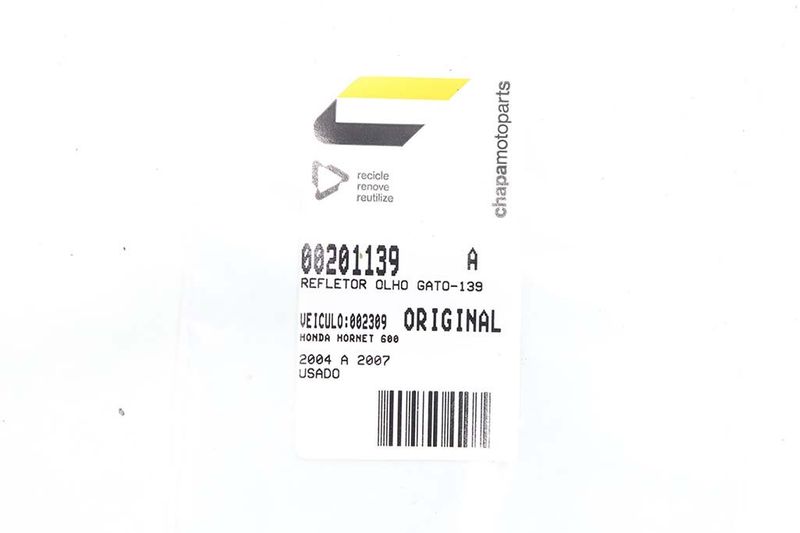 chapamotoparts
recicle
renove
reutilize
00201139 A
REFLETOR OLHO GATO-139
VEICULO:002309 ORIGINAL
HONDA HORNET 600
2004 A 2007
USADO